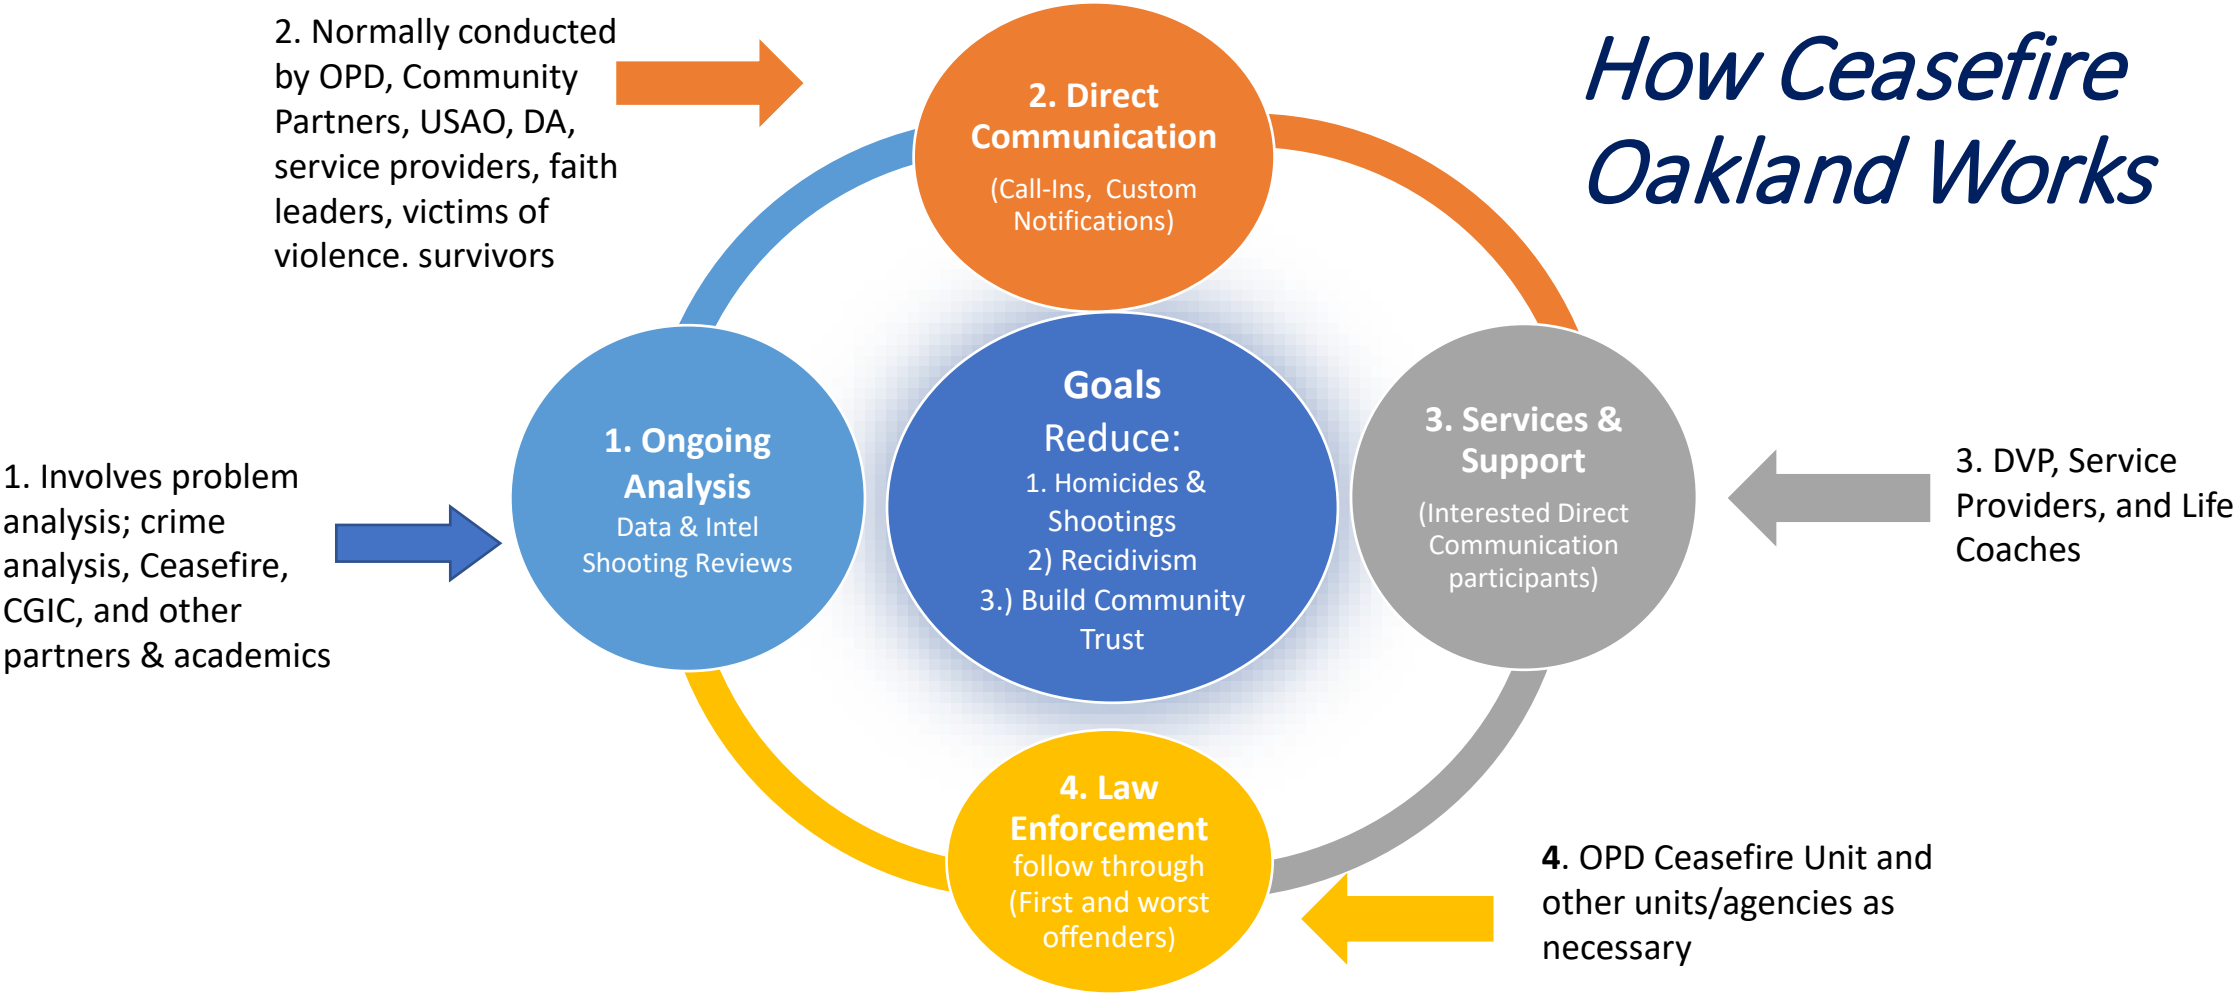 How Ceasefire
Oakland Works
2. Normally conducted
by OPD, Community
Partners, USAO, DA,
service providers, faith
leaders, victims of
violence. survivors
2. Direct
Communication
(Call-Ins,  Custom
Notifications)
1. Involves problem
analysis; crime
analysis, Ceasefire,
CGIC, and other
partners & academics
1. Ongoing
Analysis
Data & Intel
Shooting Reviews
Goals
Reduce:
1. Homicides &
Shootings
2) Recidivism
3.) Build Community
Trust
3. Services &
Support
(Interested Direct
Communication
participants)
3. DVP, Service
Providers, and Life
Coaches
4. Law
Enforcement
follow through
(First and worst
offenders)
4. OPD Ceasefire Unit and
other units/agencies as
necessary